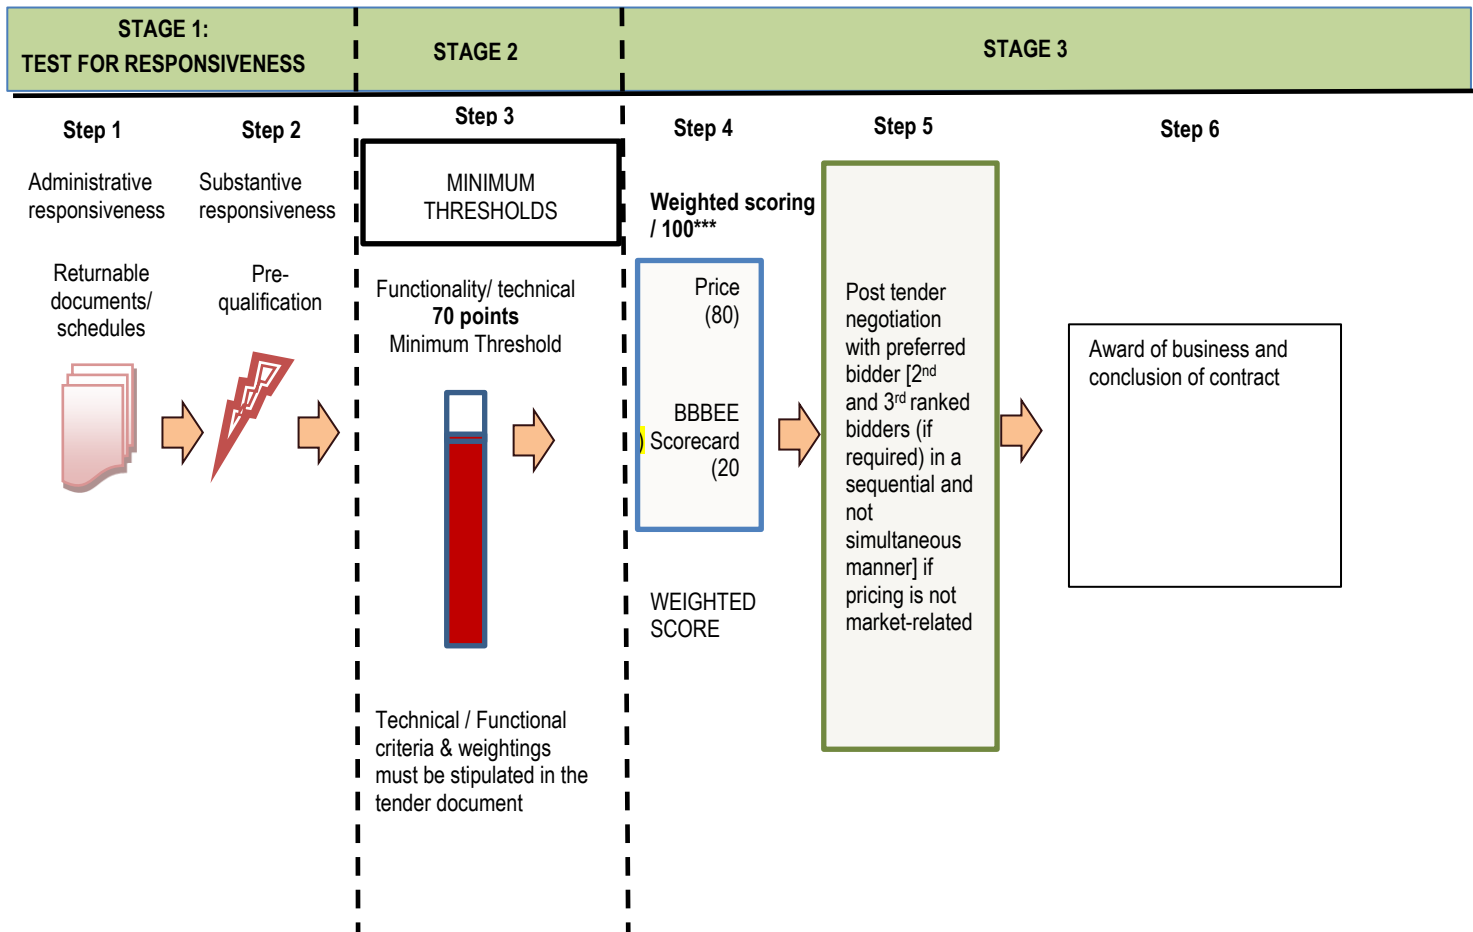 STAGE 1:
TEST FOR RESPONSIVENESS
STAGE 2
STAGE 3
Step 1
Step 2
Step 3
Step 4
Step 5
Step 6
Administrative
responsiveness
Substantive
responsiveness
MINIMUM
THRESHOLDS
Weighted scoring
/ 100***
Returnable
documents/
schedules
Pre-
qualification
Functionality/ technical
70 points
Minimum Threshold
Price
(80)
BBBEE
) Scorecard
(20
WEIGHTED
SCORE
Post tender
negotiation
with preferred
bidder [2nd
and 3rd ranked
bidders (if
required) in a
sequential and
not
simultaneous
manner] if
pricing is not
market-related
Award of business and
conclusion of contract
Technical / Functional
criteria & weightings
must be stipulated in the
tender document